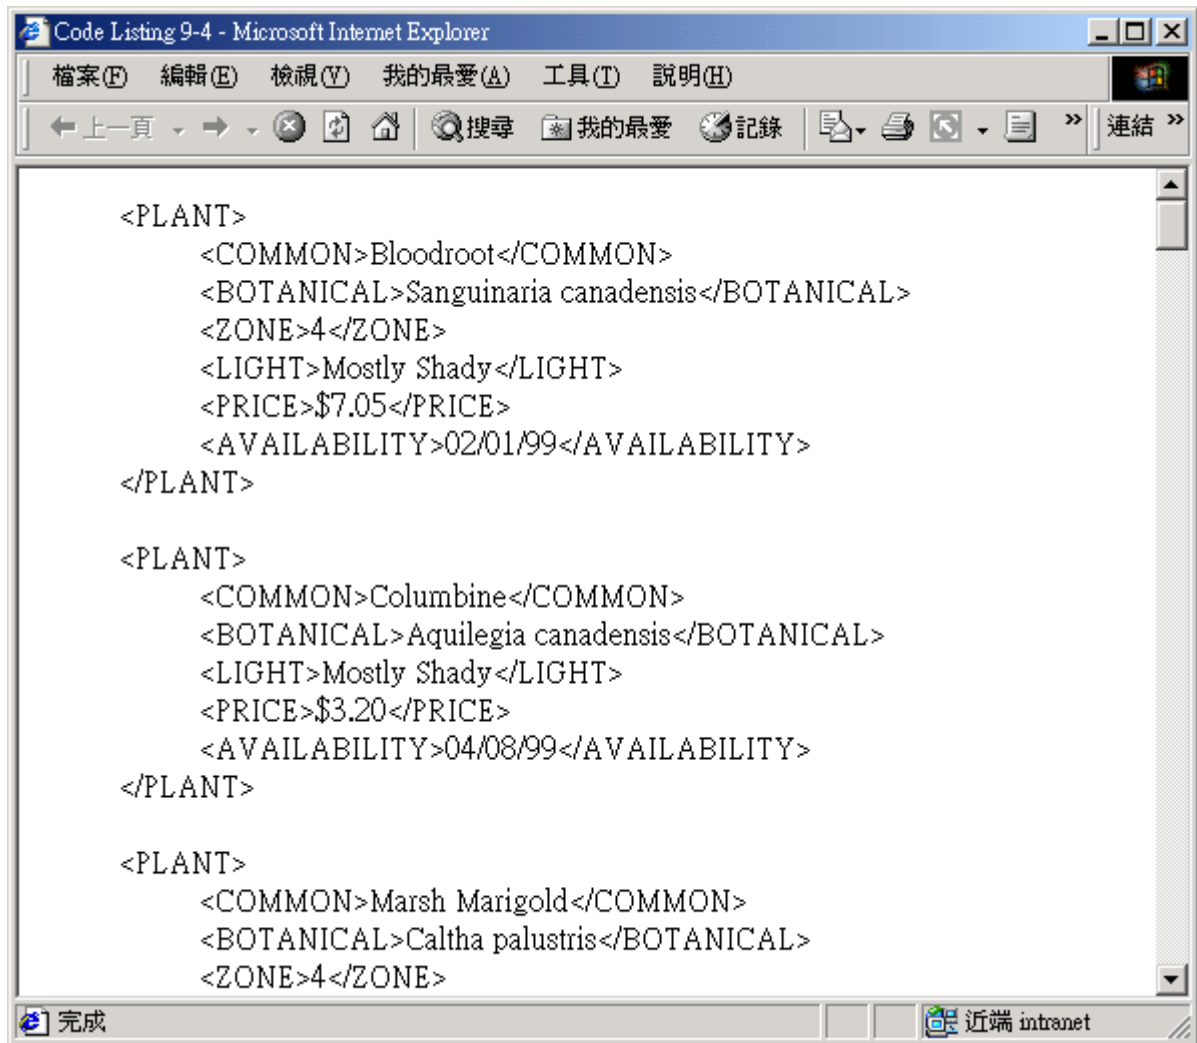 Code Listing 9-4 - Microsoft Internet Explorer
檔案(F) 編輯(E) 檢視(V) 我的最愛(A) 工具(T) 說明(H)
上一頁 搜尋 我的最愛 記錄 » 連結 »
<PLANT>
<COMMON>Bloodroot</COMMON>
<BOTANICAL>Sanguinaria canadensis</BOTANICAL>
<ZONE>4</ZONE>
<LIGHT>Mostly Shady</LIGHT>
<PRICE>$7.05</PRICE>
<AVAILABILITY>02/01/99</AVAILABILITY>
</PLANT>
<PLANT>
<COMMON>Columbine</COMMON>
<BOTANICAL>Aquilegia canadensis</BOTANICAL>
<LIGHT>Mostly Shady</LIGHT>
<PRICE>$3.20</PRICE>
<AVAILABILITY>04/08/99</AVAILABILITY>
</PLANT>
<PLANT>
<COMMON>Marsh Marigold</COMMON>
<BOTANICAL>Caltha palustris</BOTANICAL>
<ZONE>4</ZONE>
完成 近端 intranet